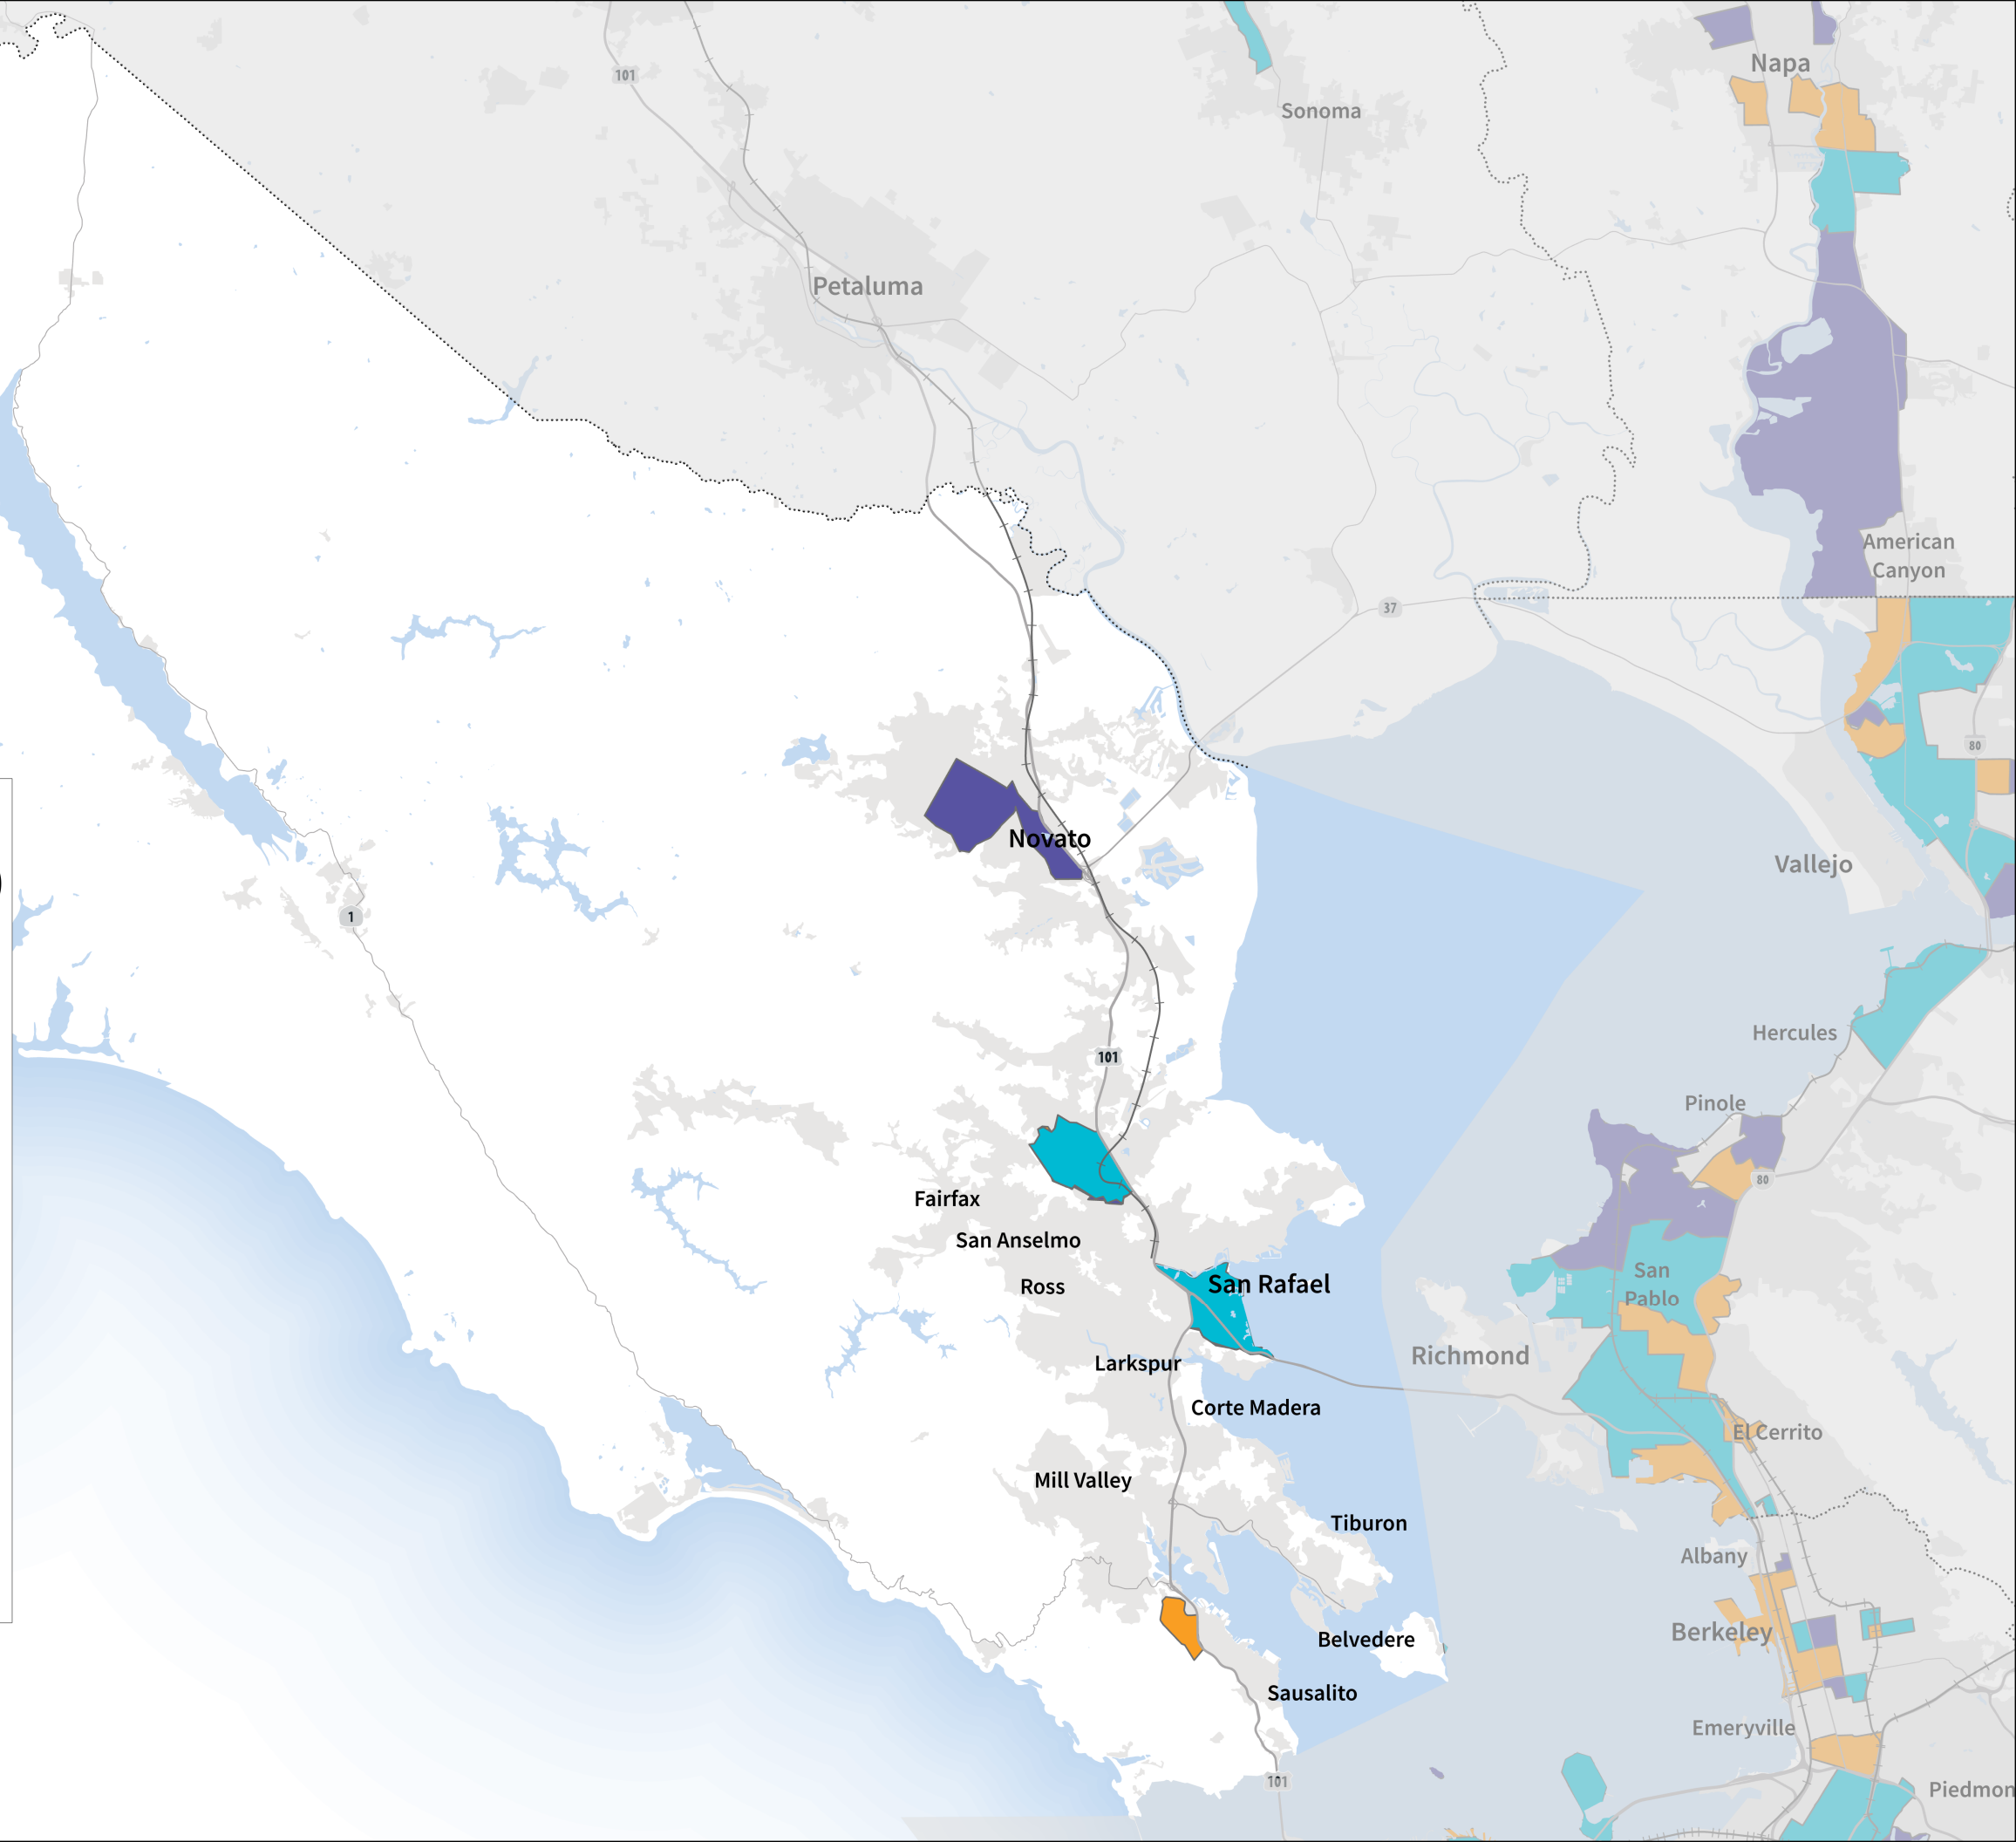 Napa
101
Sonoma
Petaluma
American
Canyon
37
80
Novato
Vallejo
1
Hercules
101
Pinole
80
Fairfax
San Anselmo
San
Pablo
Ross
San Rafael
Richmond
Larkspur
Corte Madera
El Cerrito
Mill Valley
Tiburon
Albany
Berkeley
Belvedere
Sausalito
Emeryville
101
Piedmon